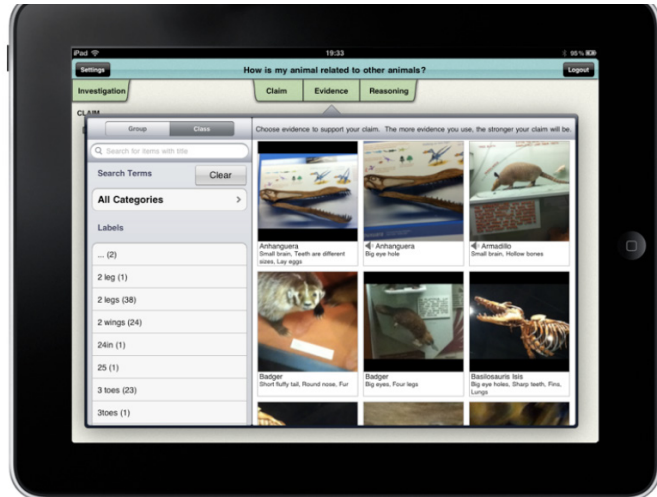 iPad
19:33
95%
Settings
How is my animal related to other animals?
Logout
Investigation
Claim
Evidence
Reasoning
CLAIM
Group
Class
Choose evidence to support your claim. The more evidence you use, the stronger your claim will be.
Search for items with title
Search Terms
Clear
All Categories
Labels
... (2)
2 leg (1)
2 legs (38)
2 wings (24)
24in (1)
25 (1)
3 toes (23)
3toes (1)
Anhanguera
Small brain, Teeth are different
sizes, Lay eggs
Anhanguera
Big eye hole
Armadillo
Small brain, Hollow bones
Badger
Short fluffy tail, Round nose, Fur
Badger
Big eyes, Four legs
Basilosauris Isis
Big eye holes, Sharp teeth, Fins,
Lungs